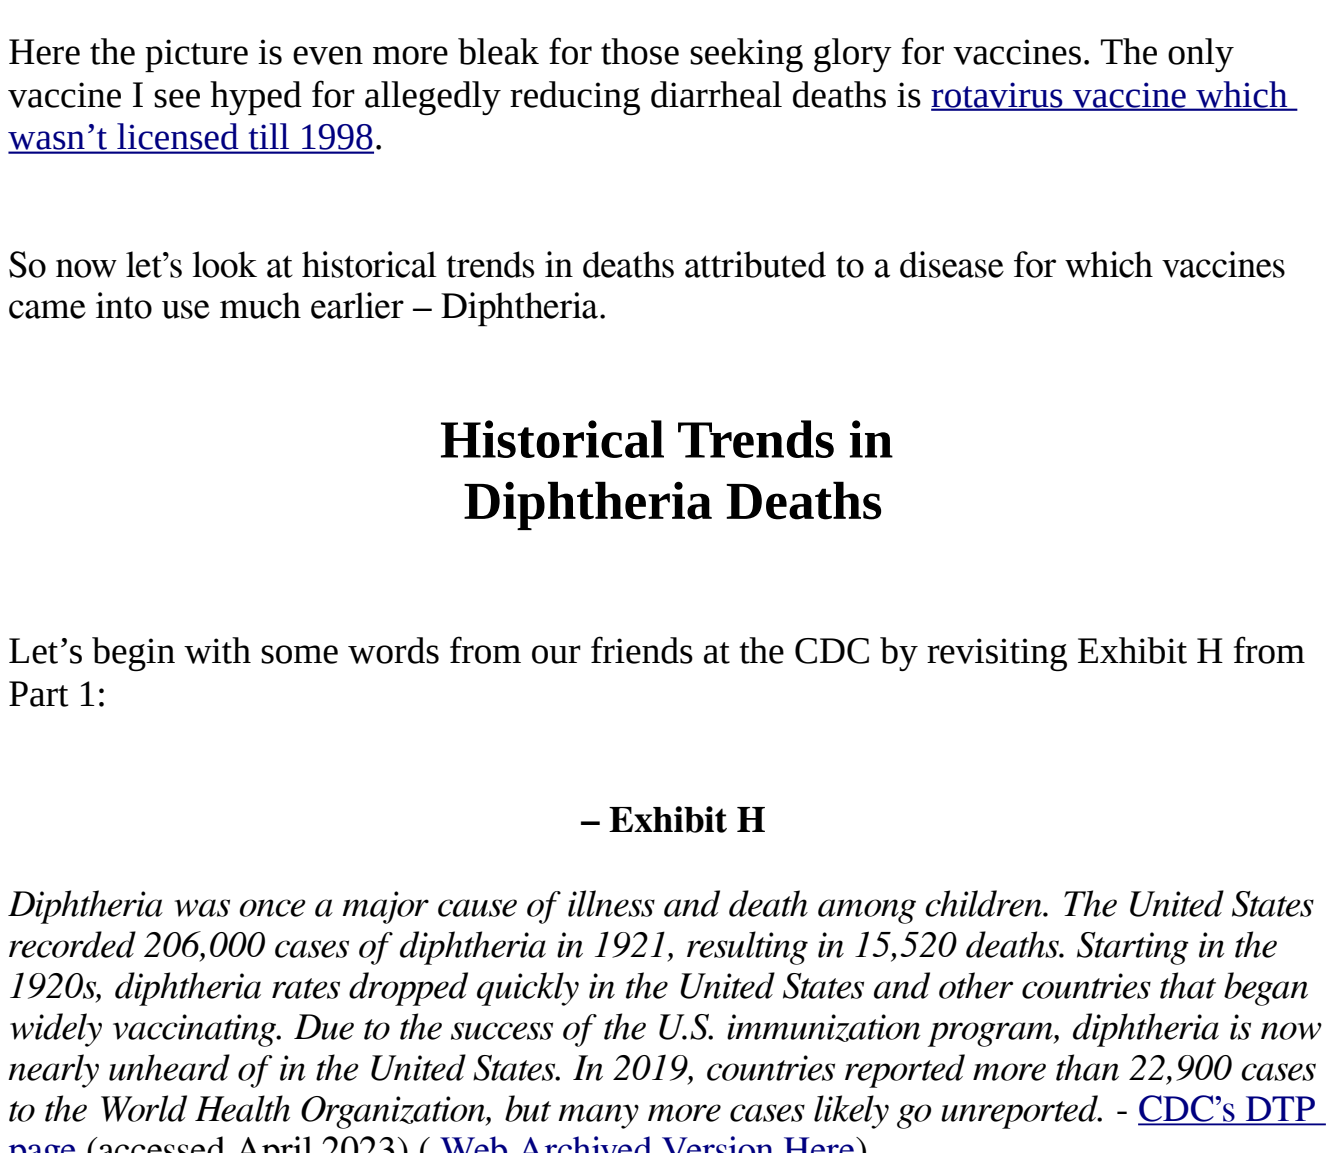 Here the picture is even more bleak for those seeking glory for vaccines. The only
vaccine I see hyped for allegedly reducing diarrheal deaths is rotavirus vaccine which
wasn’t licensed till 1998.
So now let’s look at historical trends in deaths attributed to a disease for which vaccines
came into use much earlier – Diphtheria.
Historical Trends in
Diphtheria Deaths
Let’s begin with some words from our friends at the CDC by revisiting Exhibit H from
Part 1:
– Exhibit H
Diphtheria was once a major cause of illness and death among children. The United States
recorded 206,000 cases of diphtheria in 1921, resulting in 15,520 deaths. Starting in the
1920s, diphtheria rates dropped quickly in the United States and other countries that began
widely vaccinating. Due to the success of the U.S. immunization program, diphtheria is now
nearly unheard of in the United States. In 2019, countries reported more than 22,900 cases
to the World Health Organization, but many more cases likely go unreported. - CDC’s DTP
page (accessed April 2023) ( Web Archived Version Here)